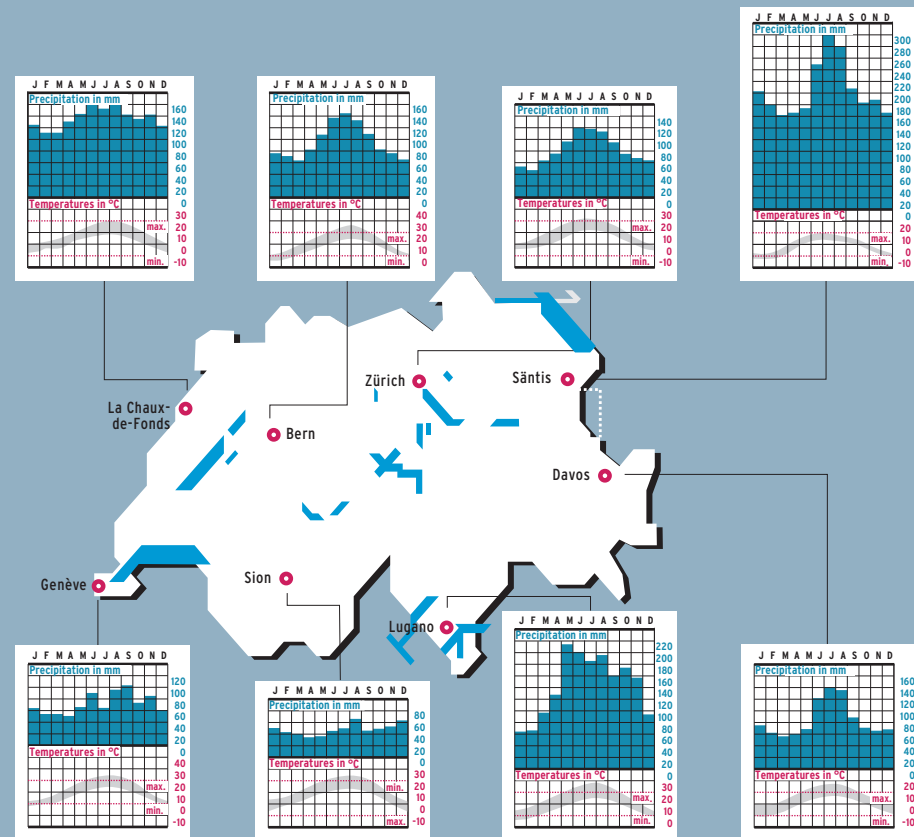 J F M A M J J A S O N D
Precipitation in mm
300
280
260
240
220
200
180
160
140
120
100
80
60
40
20
0
Temperatures in °C
20
max. 10
0
min. -10
J F M A M J J A S O N D
Precipitation in mm
160
140
120
100
80
60
40
20
0
Temperatures in °C
30
max. 20
10
0
min. -10
J F M A M J J A S O N D
Precipitation in mm
160
140
120
100
80
60
40
20
0
Temperatures in °C
40
30
max. 20
10
min. 0
J F M A M J J A S O N D
Precipitation in mm
140
120
100
80
60
40
20
0
Temperatures in °C
30
max. 20
10
0
min. -10
Zürich
Säntis
La Chaux-
de-Fonds
Bern
Davos
Genève
Sion
Lugano
J F M A M J J A S O N D
Precipitation in mm
120
100
80
60
40
20
0
Temperatures in °C
40
30
max. 20
10
min. 0
-10
J F M A M J J A S O N D
Precipitation in mm
80
60
40
20
0
Temperatures in °C
30
max. 20
10
0
min. -10
J F M A M J J A S O N D
Precipitation in mm
220
200
180
160
140
120
100
80
60
40
20
0
Temperatures in °C
40
30
max. 20
10
min. 0
J F M A M J J A S O N D
Precipitation in mm
160
140
120
100
80
60
40
20
0
Temperatures in °C
20
max. 10
0
min. -10